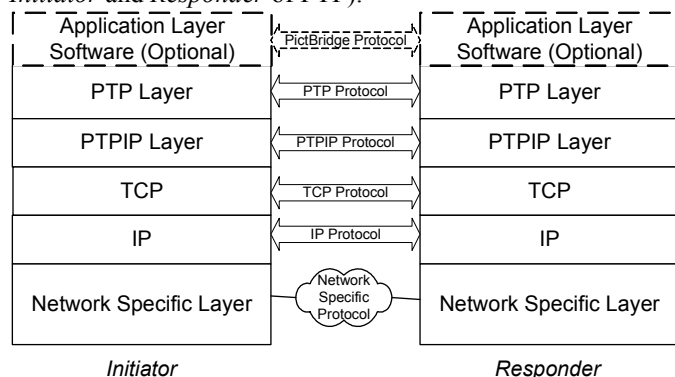 Initiator and Responder of PTP).
Application Layer
Software (Optional)
PictBridge Protocol
Application Layer
Software (Optional)
PTP Layer
PTP Protocol
PTP Layer
PTPIP Layer
PTPIP Protocol
PTPIP Layer
TCP
TCP Protocol
TCP
IP
IP Protocol
IP
Network Specific Layer
Network
Specific
Protocol
Network Specific Layer
Initiator
Responder